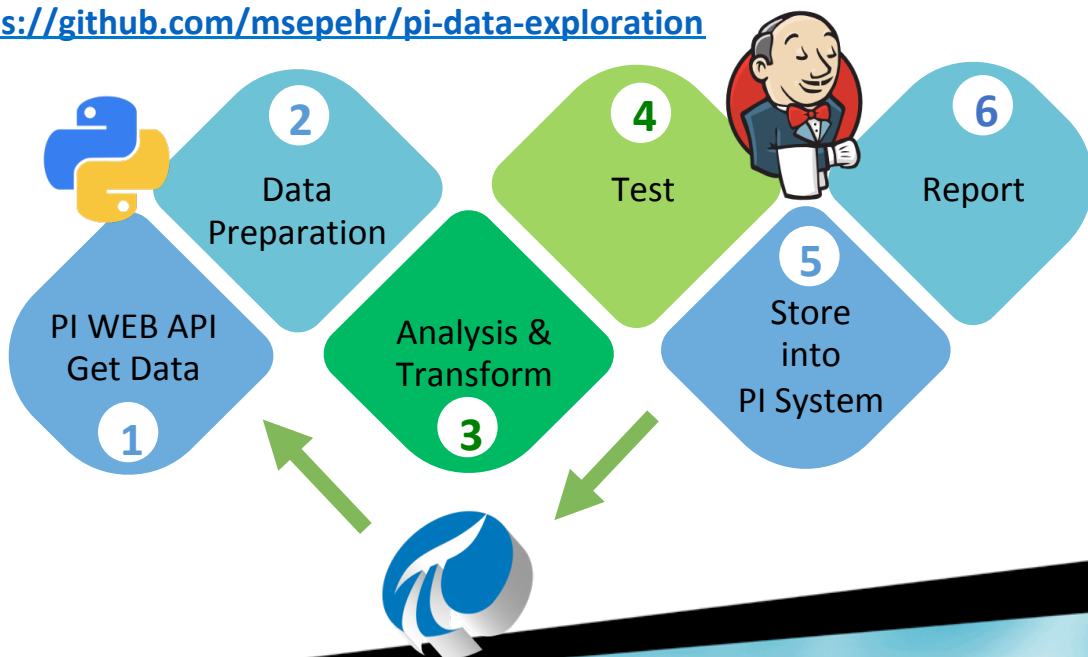 s://github.com/msepehr/pi-data-exploration
PI WEB API
Get Data
1
2
Data
Preparation
Analysis &
Transform
3
4
Test
5
Store
into
PI System
6
Report